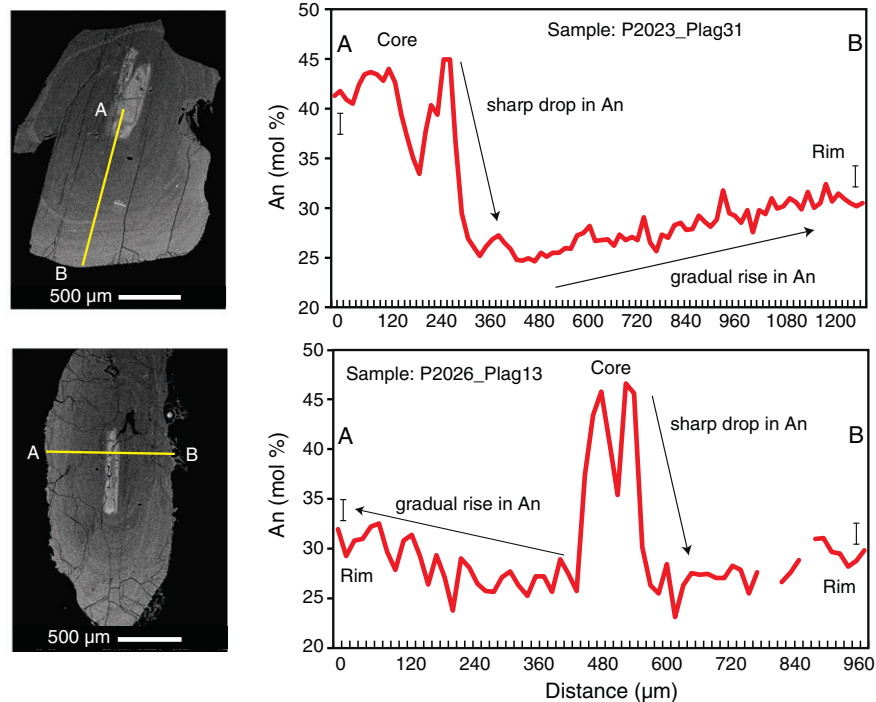 A
B
500 µm
Sample: P2023_Plag31
A
B
Core
sharp drop in An
Rim
gradual rise in An
An (mol %)
50
45
40
35
30
25
20
0 120 240 360 480 600 720 840 960 1080 1200
A
B
500 µm
Sample: P2026_Plag13
Core
A
B
sharp drop in An
gradual rise in An
Rim
Rim
An (mol %)
50
45
40
35
30
25
20
0 120 240 360 480 600 720 840 960
Distance (µm)